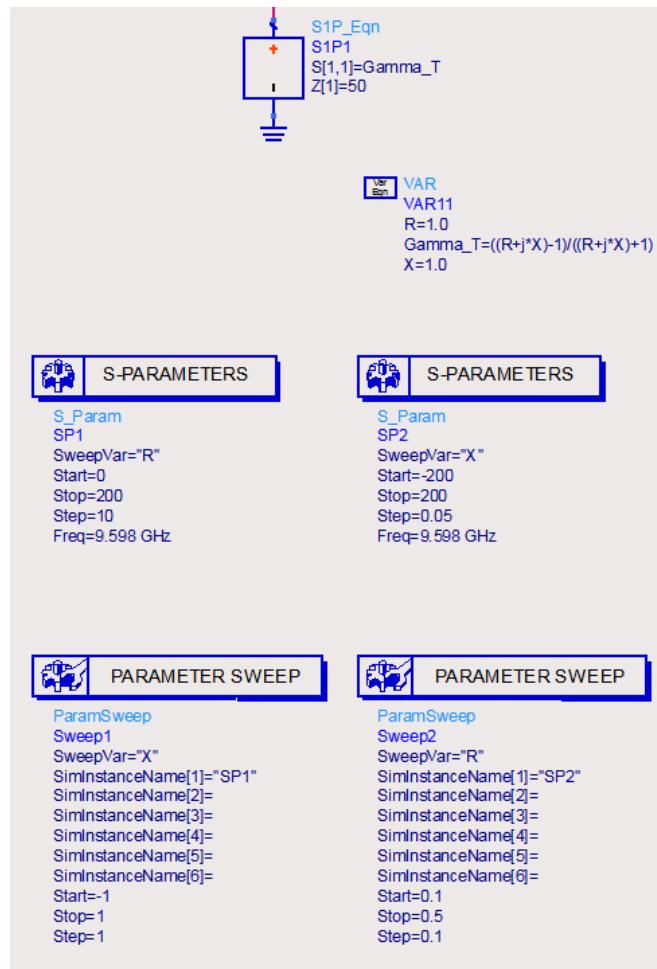 S1P_Eqn
S1P1
S[1,1]=Gamma_T
Z[1]=50
Var
Eqn
VAR
VAR11
R=1.0
Gamma_T=((R+j*X)-1)/((R+j*X)+1)
X=1.0
S-PARAMETERS
S_Param
SP1
SweepVar="R"
Start=0
Stop=200
Step=10
Freq=9.598 GHz
S-PARAMETERS
S_Param
SP2
SweepVar="X"
Start=-200
Stop=200
Step=0.05
Freq=9.598 GHz
PARAMETER SWEEP
ParamSweep
Sweep1
SweepVar="X"
SimInstanceName[1]="SP1"
SimInstanceName[2]=
SimInstanceName[3]=
SimInstanceName[4]=
SimInstanceName[5]=
SimInstanceName[6]=
Start=-1
Stop=1
Step=1
PARAMETER SWEEP
ParamSweep
Sweep2
SweepVar="R"
SimInstanceName[1]="SP2"
SimInstanceName[2]=
SimInstanceName[3]=
SimInstanceName[4]=
SimInstanceName[5]=
SimInstanceName[6]=
Start=0.1
Stop=0.5
Step=0.1